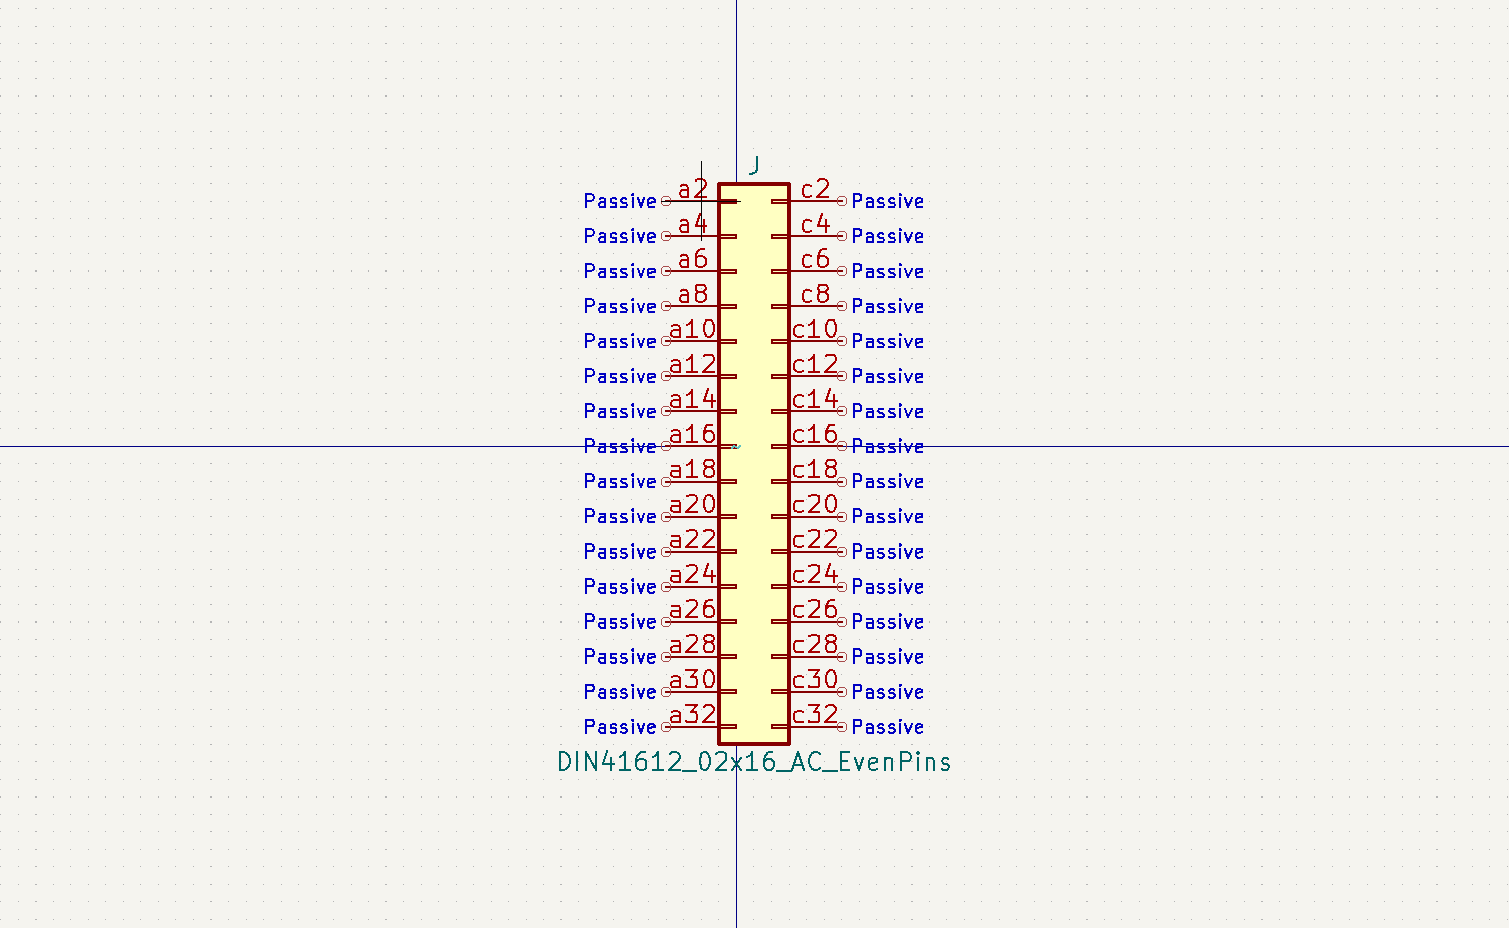 J
Passive a2 c2 Passive
Passive a4 c4 Passive
Passive a6 c6 Passive
Passive a8 c8 Passive
Passive a10 c10 Passive
Passive a12 c12 Passive
Passive a14 c14 Passive
Passive a16 c16 Passive
Passive a18 c18 Passive
Passive a20 c20 Passive
Passive a22 c22 Passive
Passive a24 c24 Passive
Passive a26 c26 Passive
Passive a28 c28 Passive
Passive a30 c30 Passive
Passive a32 c32 Passive
DIN41612_02x16_AC_EvenPins